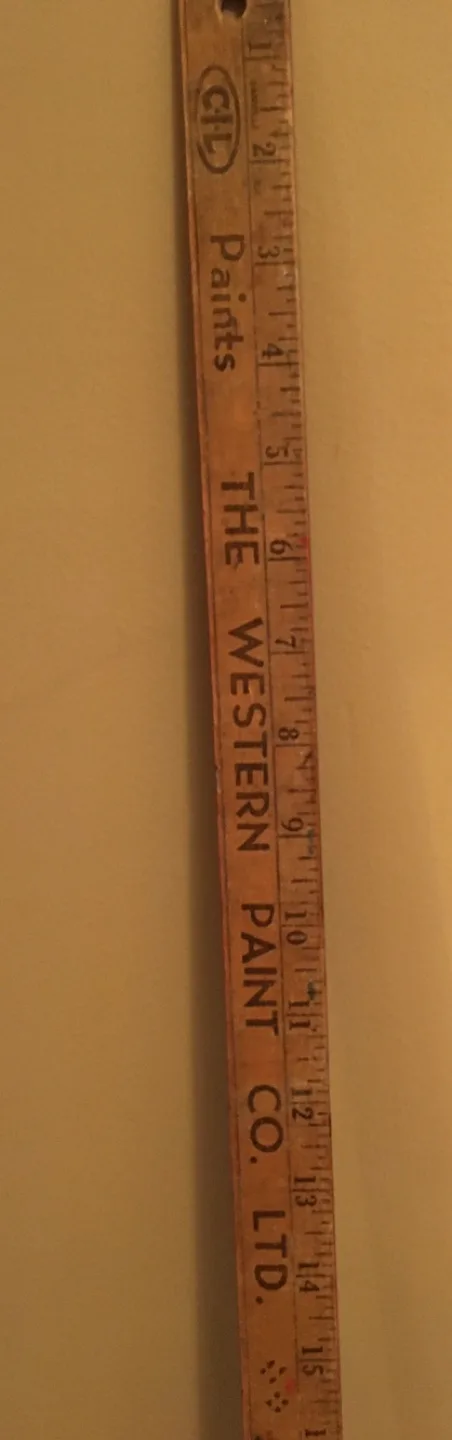 CIL Paints THE WESTERN PAINT CO. LTD.
1 2 3 4 5 6 7 8 9 10 11 12 13 14 15